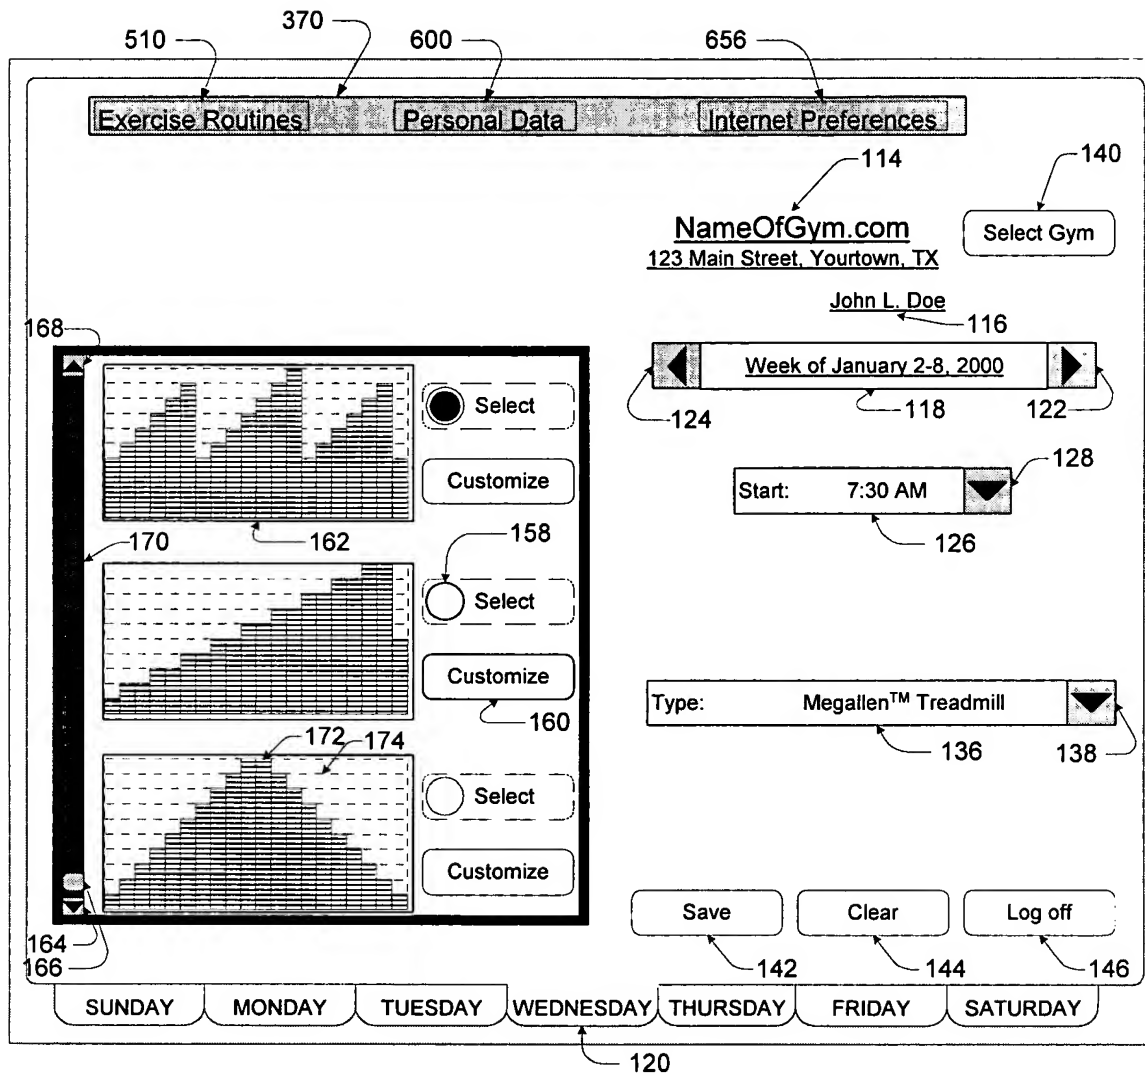 370
510
600
656
Exercise Routines
Personal Data
Internet Preferences
114
140
NameOfGym.com
Select Gym
123 Main Street, Yourtown, TX
John L. Doe
116
168
Week of January 2-8, 2000
124
118
122
Select
Customize
128
Start: 7:30 AM
126
162
158
170
Select
Customize
160
Type: Megallen™ Treadmill
136
138
172
174
Select
Customize
Save
Clear
Log off
164
166
142
144
146
SUNDAY
MONDAY
TUESDAY
WEDNESDAY
THURSDAY
FRIDAY
SATURDAY
120